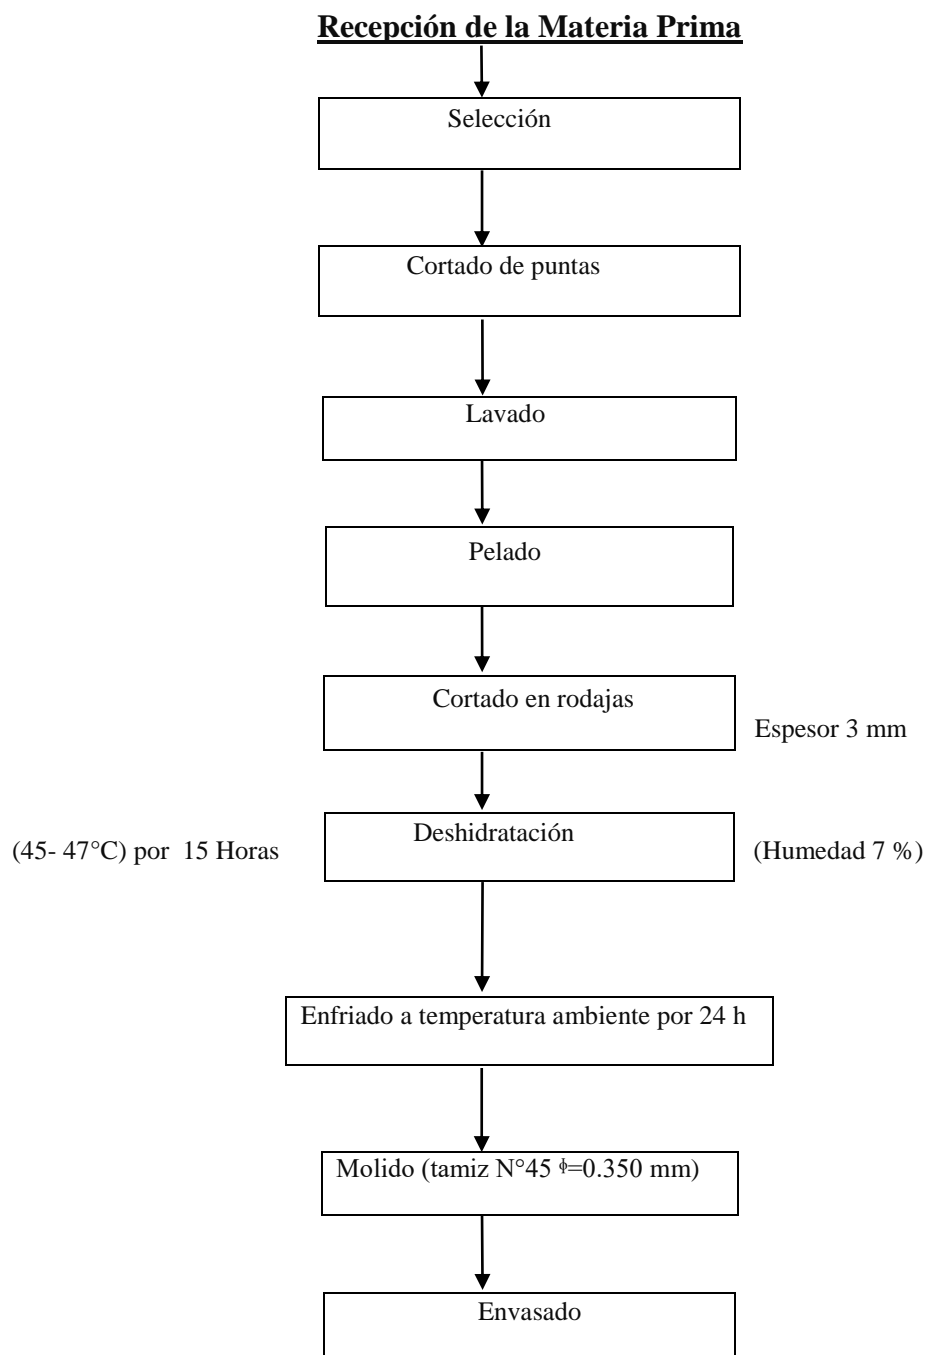 Recepción de la Materia Prima
Selección
Cortado de puntas
Lavado
Pelado
Cortado en rodajas
Espesor 3 mm
Deshidratación
(45- 47°C) por 15 Horas
(Humedad 7 %)
Enfriado a temperatura ambiente por 24 h
Molido (tamiz N°45 ᶲ=0.350 mm)
Envasado